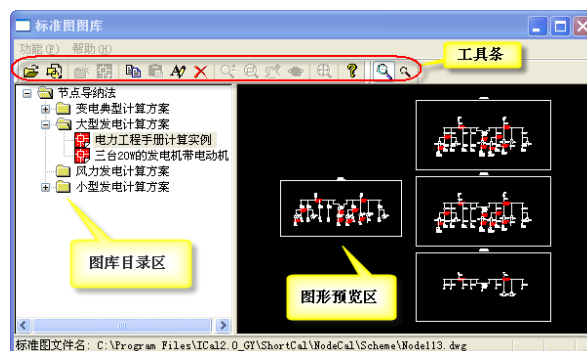 标准图图库
功能(F) 帮助(H)
工具条
节点导纳法
变电典型计算方案
大型发电计算方案
电力工程手册计算实例
三台20W的发电机带电动机
风力发电计算方案
小型发电计算方案
图库目录区
图形预览区
标准图文件名: C:\Program Files\ICal2.0_GY\ShortCal\NodeCal\Scheme\Node113.dwg